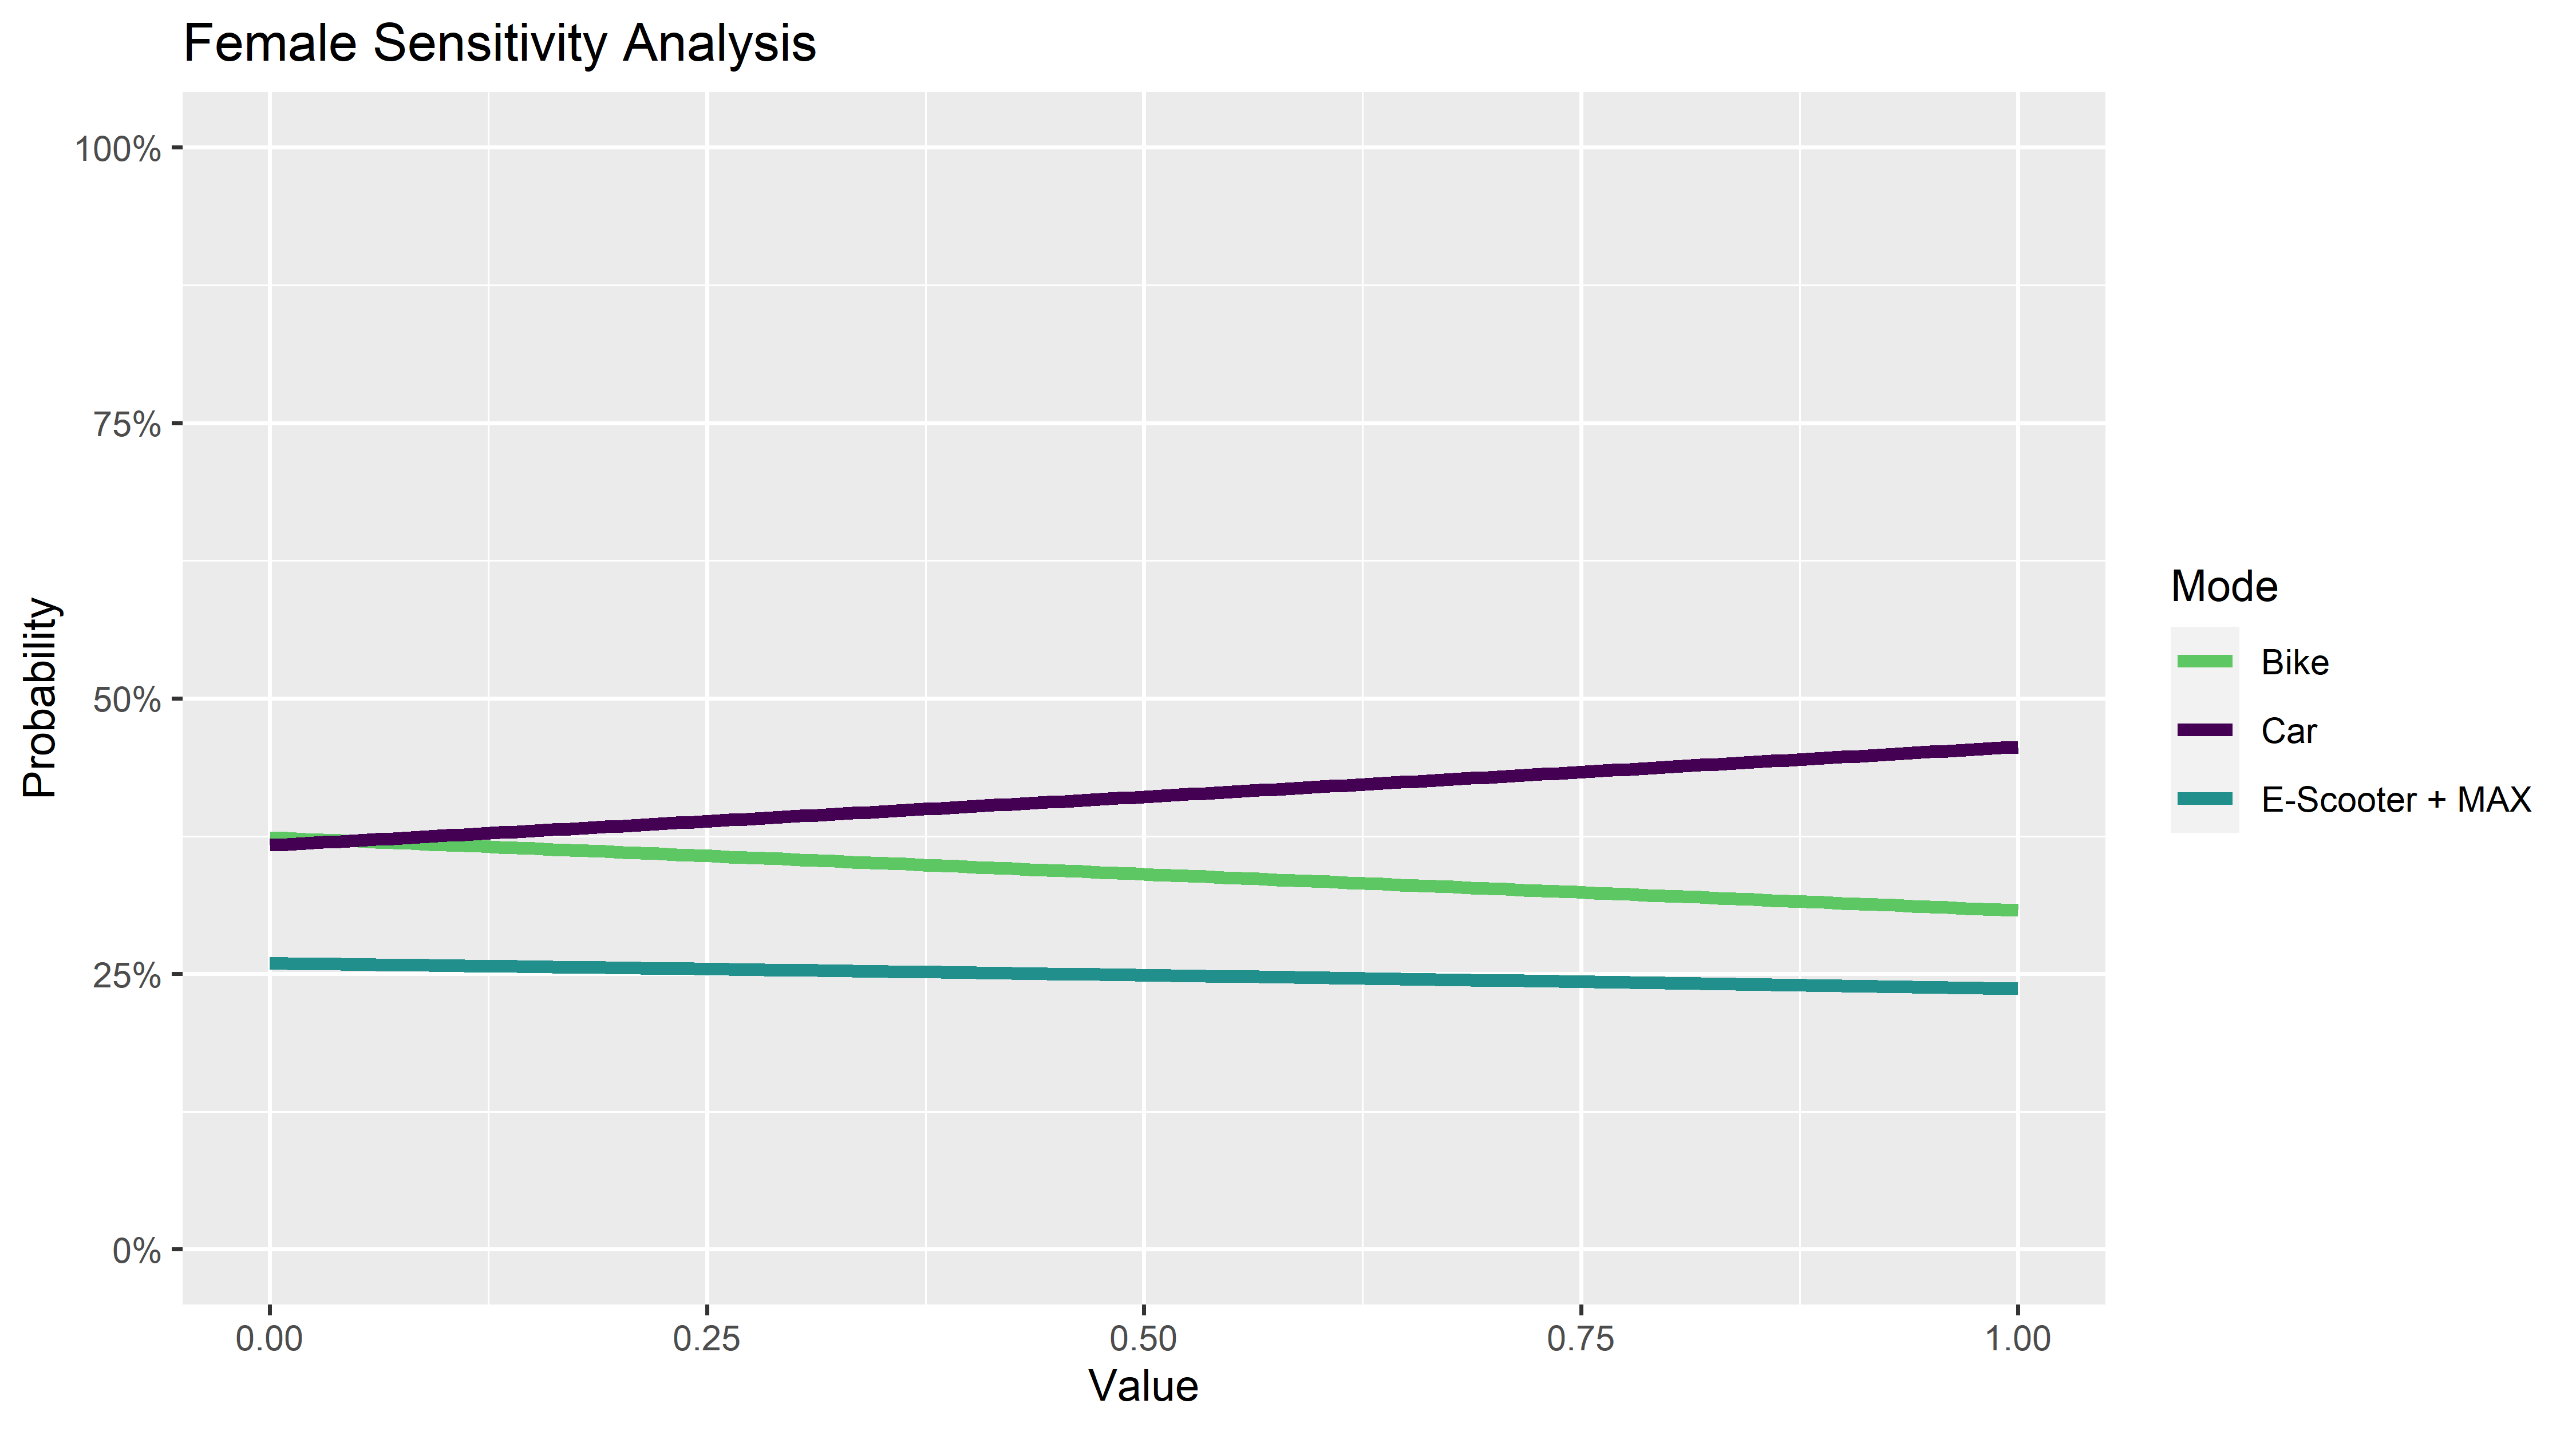 Female Sensitivity Analysis
100%
75%
50%
25%
0%
Probability
0.00 0.25 0.50 0.75 1.00
Value
Mode
Bike
Car
E-Scooter + MAX